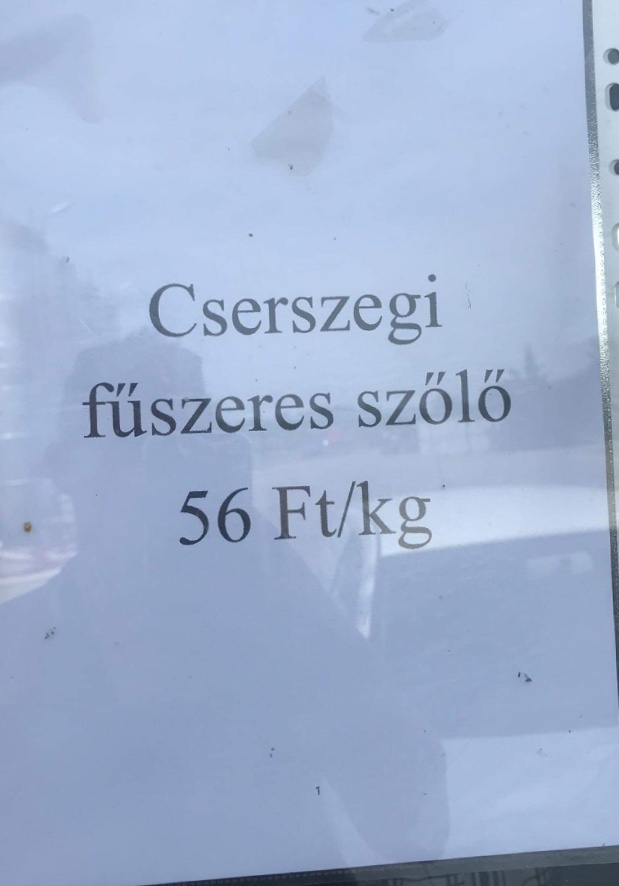 Cserszegi
fűszeres szőlő
56 Ft/kg